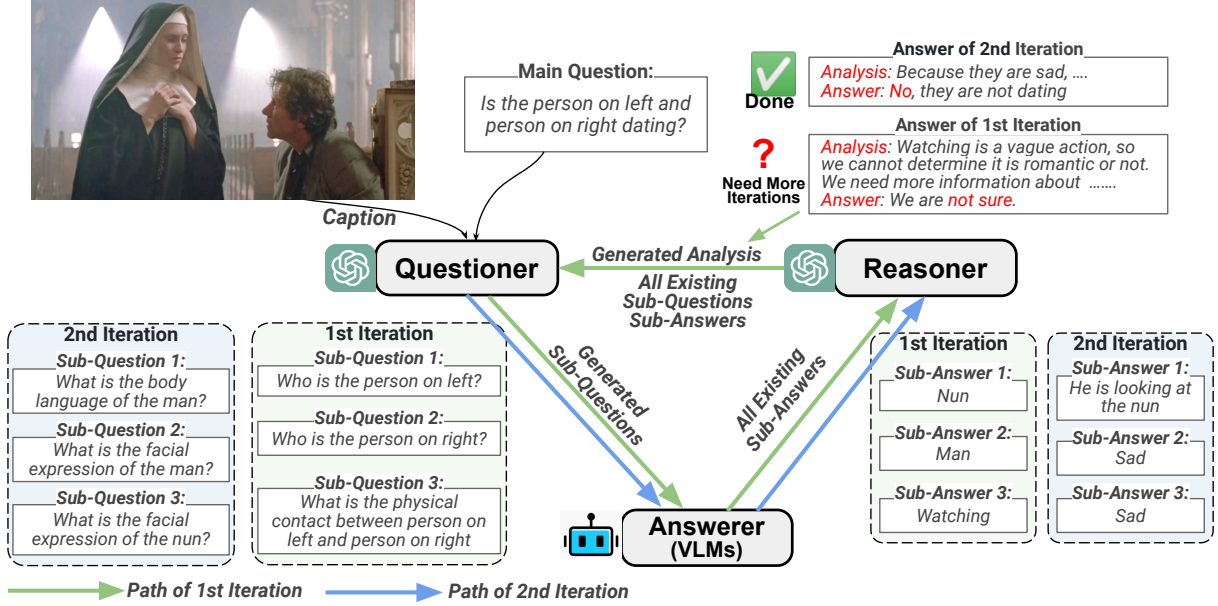 Main Question:
Is the person on left and
person on right dating?
Done
Answer of 2nd Iteration
Analysis: Because they are sad, ....
Answer: No, they are not dating
?
Need More
Iterations
Answer of 1st Iteration
Analysis: Watching is a vague action, so
we cannot determine it is romantic or not.
We need more information about .......
Answer: We are not sure.
Caption
Questioner
Generated Analysis
All Existing
Sub-Questions
Sub-Answers
Reasoner
2nd Iteration
Sub-Question 1:
What is the body
language of the man?
Sub-Question 2:
What is the facial
expression of the man?
Sub-Question 3:
What is the facial
expression of the nun?
1st Iteration
Sub-Question 1:
Who is the person on left?
Sub-Question 2:
Who is the person on right?
Sub-Question 3:
What is the physical
contact between person on
left and person on right
Generated
Sub-Questions
All Existing
Sub-Answers
1st Iteration
Sub-Answer 1:
Nun
Sub-Answer 2:
Man
Sub-Answer 3:
Watching
2nd Iteration
Sub-Answer 1:
He is looking at
the nun
Sub-Answer 2:
Sad
Sub-Answer 3:
Sad
Answerer
(VLMs)
Path of 1st Iteration
Path of 2nd Iteration